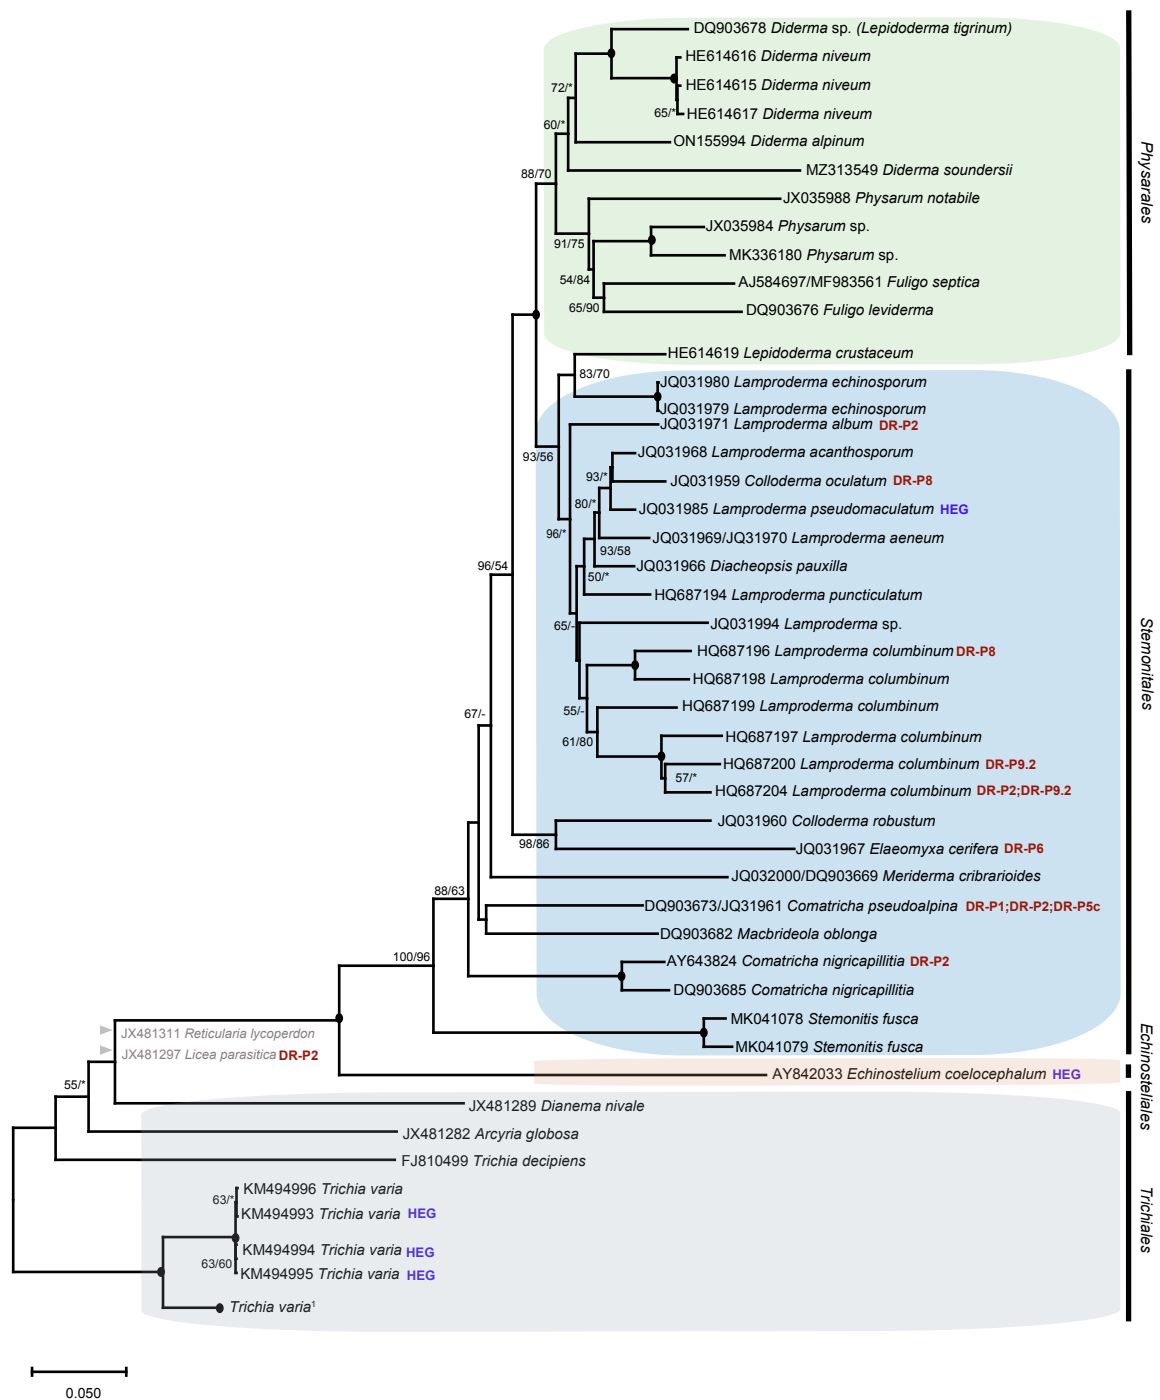 DQ903678 Diderma sp. (Lepidoderma tigrinum)
HE614616 Diderma niveum
HE614615 Diderma niveum
72/*
65/*
HE614617 Diderma niveum
60/*
ON155994 Diderma alpinum
MZ313549 Diderma soundersii
88/70
JX035988 Physarum notabile
JX035984 Physarum sp.
91/75
MK336180 Physarum sp.
54/84
AJ584697/MF983561 Fuligo septica
65/90
DQ903676 Fuligo leviderma
Physarales
HE614619 Lepidoderma crustaceum
83/70
JQ031980 Lamproderma echinosporum
JQ031979 Lamproderma echinosporum
JQ031971 Lamproderma album DR-P2
93/56
JQ031968 Lamproderma acanthosporum
93/*
JQ031959 Colloderma oculatum DR-P8
80/*
JQ031985 Lamproderma pseudomaculatum HEG
96/*
JQ031969/JQ31970 Lamproderma aeneum
93/58
96/54
JQ031966 Diacheopsis pauxilla
50/*
HQ687194 Lamproderma puncticulatum
65/-
JQ031994 Lamproderma sp.
HQ687196 Lamproderma columbinum DR-P8
HQ687198 Lamproderma columbinum
67/-
55/-
HQ687199 Lamproderma columbinum
61/80
HQ687197 Lamproderma columbinum
HQ687200 Lamproderma columbinum DR-P9.2
57/*
HQ687204 Lamproderma columbinum DR-P2;DR-P9.2
JQ031960 Colloderma robustum
98/86
JQ031967 Elaeomyxa cerifera DR-P6
JQ032000/DQ903669 Meriderma cribrarioides
88/63
DQ903673/JQ31961 Comatricha pseudoalpina DR-P1;DR-P2;DR-P5c
DQ903682 Macbrideola oblonga
100/96
AY643824 Comatricha nigricapillitia DR-P2
DQ903685 Comatricha nigricapillitia
MK041078 Stemonitis fusca
MK041079 Stemonitis fusca
Stemonitales
JX481311 Reticularia lycoperdon
JX481297 Licea parasitica DR-P2
AY842033 Echinostelium coelocephalum HEG
Echinosteliales
55/*
JX481289 Dianema nivale
JX481282 Arcyria globosa
FJ810499 Trichia decipiens
KM494996 Trichia varia
63/*
KM494993 Trichia varia HEG
KM494994 Trichia varia HEG
63/60
KM494995 Trichia varia HEG
Trichia varia¹
Trichiales
0.050